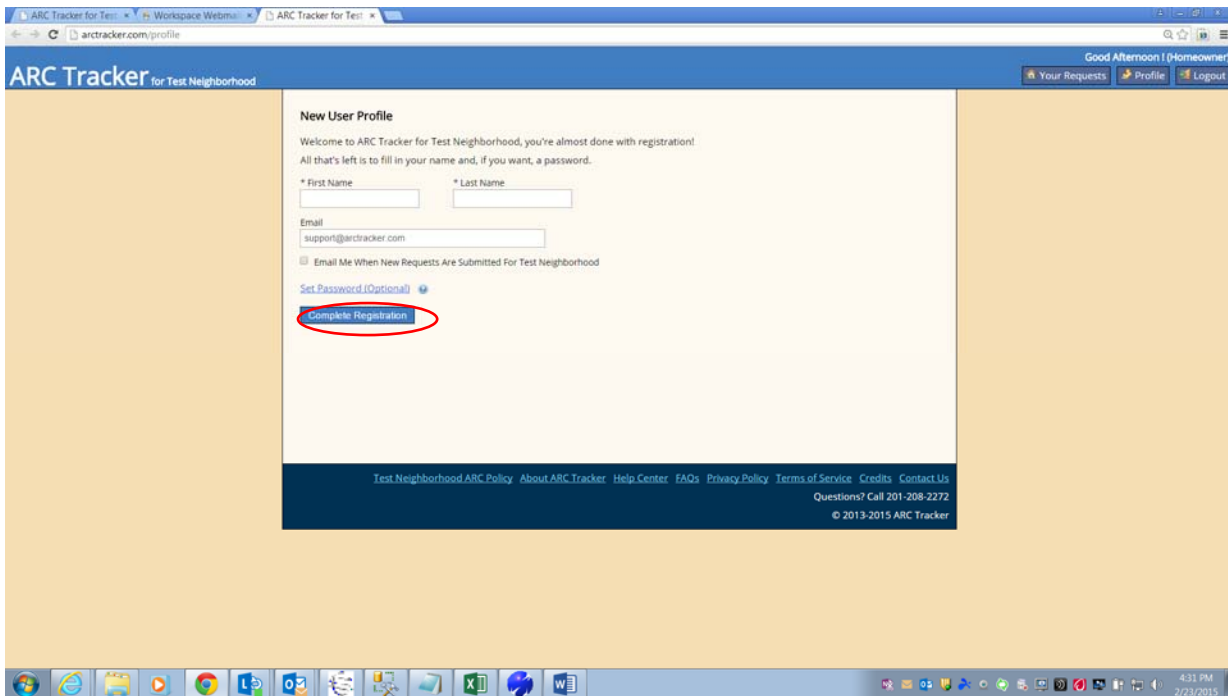 ARC Tracker for Test
Workspace Webmail
ARC Tracker for Test
arctracker.com/profile
Good Afternoon ! (Homeowner)
ARC Tracker for Test Neighborhood
Your Requests Profile Logout
New User Profile
Welcome to ARC Tracker for Test Neighborhood, you're almost done with registration!
All that's left is to fill in your name and, if you want, a password.
* First Name * Last Name
Email
support@arctracker.com
Email Me When New Requests Are Submitted For Test Neighborhood
Set Password (Optional)
Complete Registration
Test Neighborhood ARC Policy About ARC Tracker Help Center FAQs Privacy Policy Terms of Service Credits Contact Us
Questions? Call 201-208-2272
© 2013-2015 ARC Tracker
4:31 PM
2/23/2015